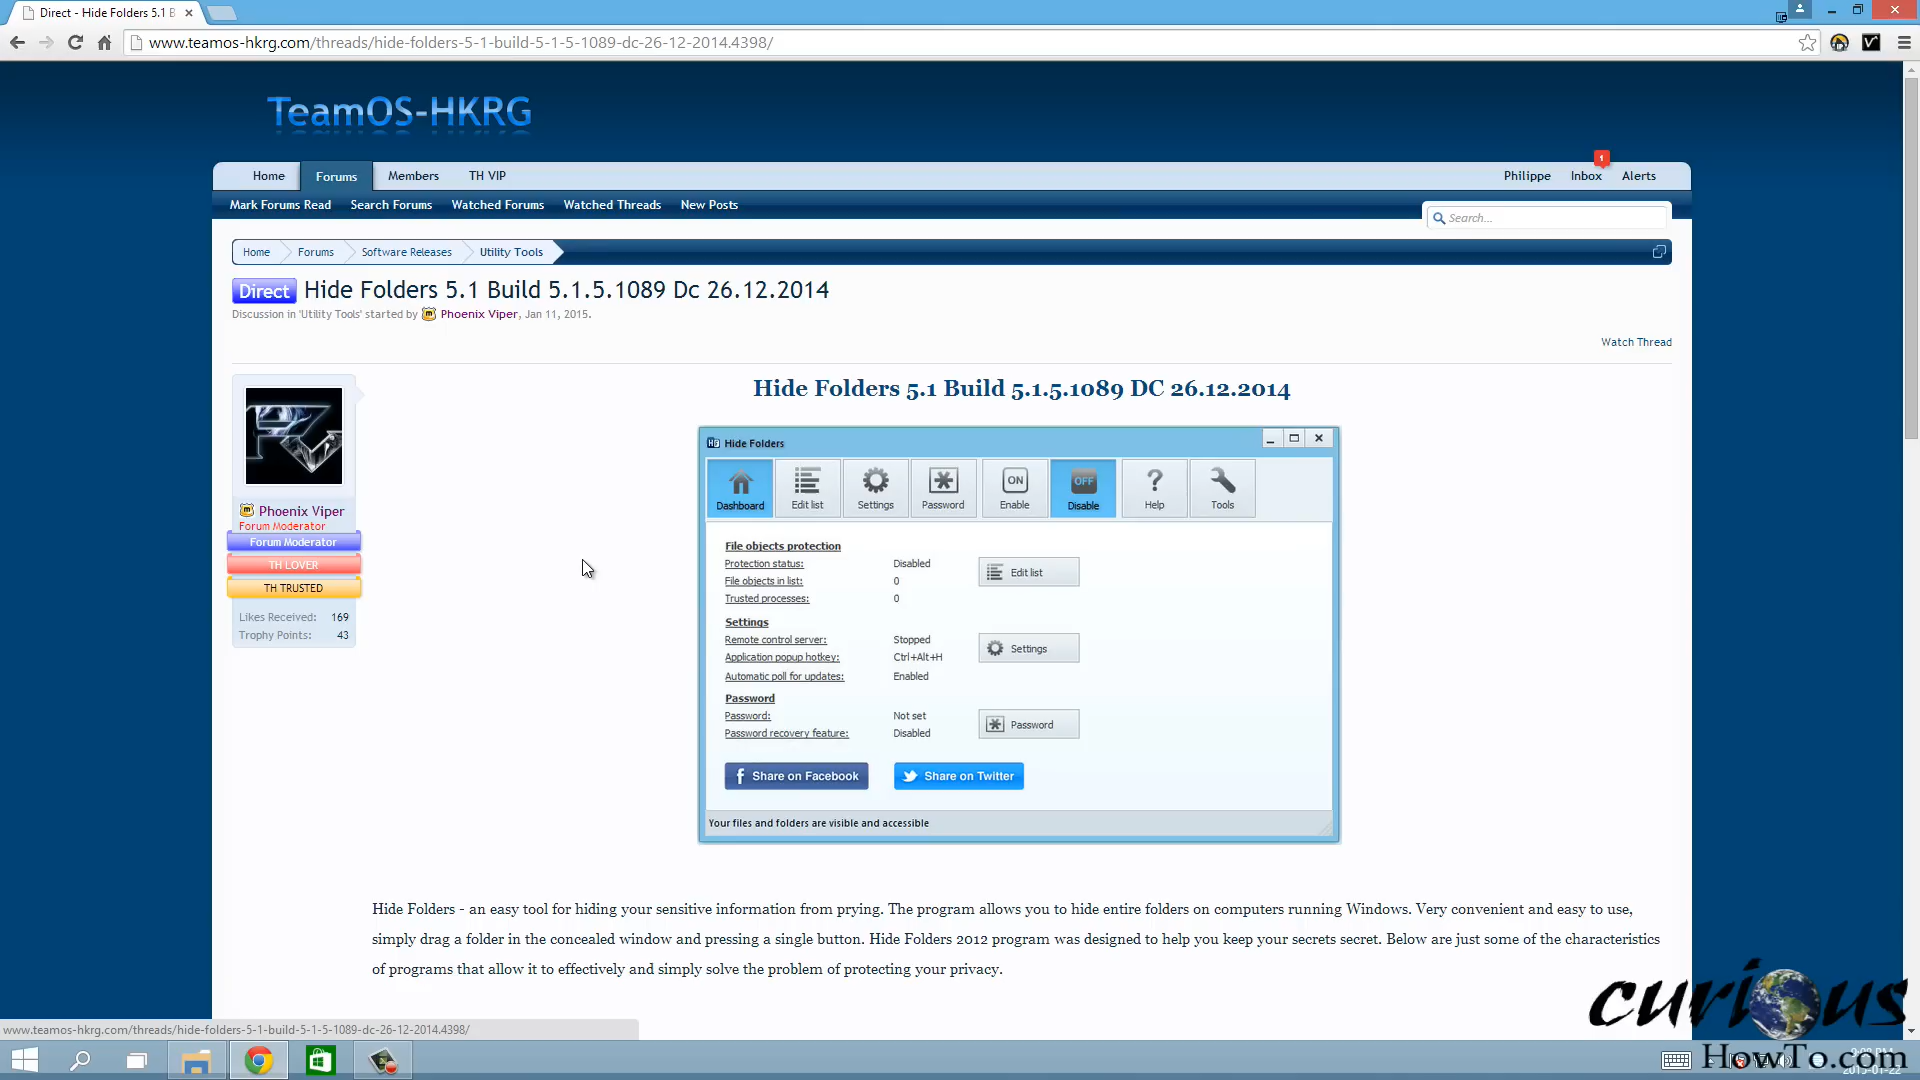 Direct - Hide Folders 5.1 B
www.teamos-hkrg.com/threads/hide-folders-5-1-build-5-1-5-1089-dc-26-12-2014.4398/
TeamOS-HKRG
1
Home Forums Members TH VIP Philippe Inbox Alerts
Mark Forums Read Search Forums Watched Forums Watched Threads New Posts
Search...
Home Forums Software Releases Utility Tools
Direct Hide Folders 5.1 Build 5.1.5.1089 Dc 26.12.2014
Discussion in 'Utility Tools' started by Phoenix Viper, Jan 11, 2015.
Watch Thread
Hide Folders 5.1 Build 5.1.5.1089 DC 26.12.2014
Phoenix Viper
Forum Moderator
Forum Moderator
TH LOVER
TH TRUSTED
Likes Received: 169
Trophy Points: 43
Hide Folders
Dashboard Edit list Settings Password ON Enable OFF Disable Help Tools
File objects protection
Protection status: Disabled
File objects in list: 0
Trusted processes: 0
Edit list
Settings
Remote control server: Stopped
Application popup hotkey: Ctrl+Alt+H
Automatic poll for updates: Enabled
Settings
Password
Password: Not set
Password recovery feature: Disabled
Password
Share on Facebook Share on Twitter
Your files and folders are visible and accessible
Hide Folders - an easy tool for hiding your sensitive information from prying. The program allows you to hide entire folders on computers running Windows. Very convenient and easy to use,
simply drag a folder in the concealed window and pressing a single button. Hide Folders 2012 program was designed to help you keep your secrets secret. Below are just some of the characteristics
of programs that allow it to effectively and simply solve the problem of protecting your privacy.
www.teamos-hkrg.com/threads/hide-folders-5-1-build-5-1-5-1089-dc-26-12-2014.4398/
curious
HowTo.com
2015-01-22